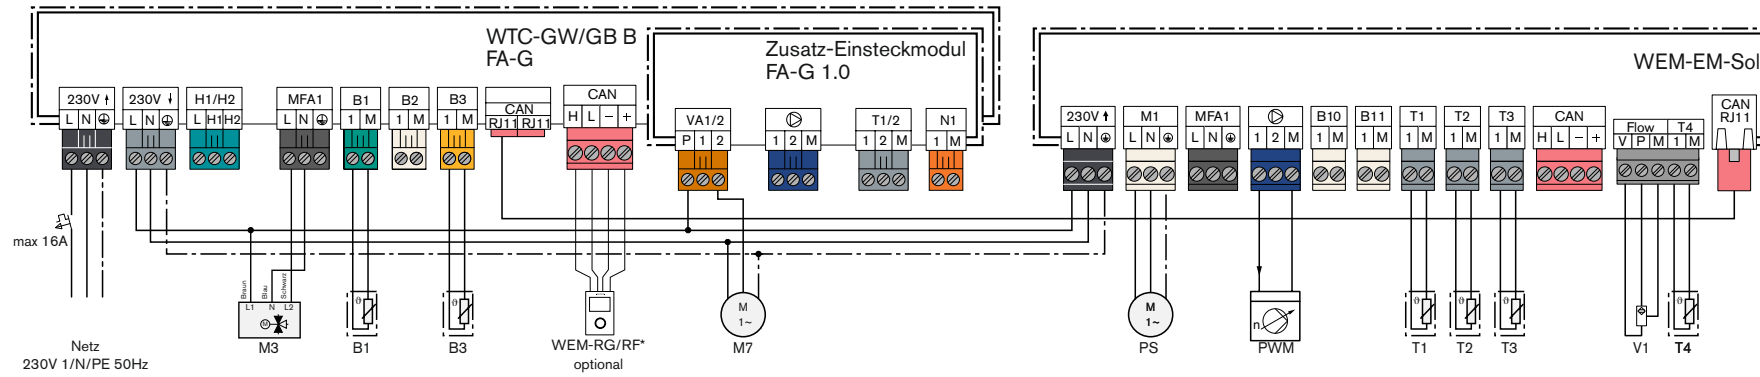 WTC-GW/GB B
FA-G
Zusatz-Einsteckmodul
FA-G 1.0
WEM-EM-Sol
230V ↑
L N ⏚
230V ↓
L N ⏚
H1/H2
L H1 H2
MFA1
L N ⏚
B1
1 M
B2
1 M
B3
1 M
CAN
RJ11 RJ11
CAN
H L − +
VA1/2
P 1 2
1 2 M
T1/2
1 2 M
N1
1 M
230V ↑
L N ⏚
M1
L N ⏚
MFA1
L N ⏚
1 2 M
B10
1 M
B11
1 M
T1
1 M
T2
1 M
T3
1 M
CAN
H L − +
Flow T4
V P M 1 M
CAN
RJ11
max 16A
Braun
Blau
Schwarz
L1 N L2
M
M3
ϑ
B1
ϑ
B3
WEM-RG/RF*
optional
M
1~
M7
M
1~
PS
n
PWM
ϑ
T1
ϑ
T2
ϑ
T3
V1
ϑ
T4
Netz
230V 1/N/PE 50Hz